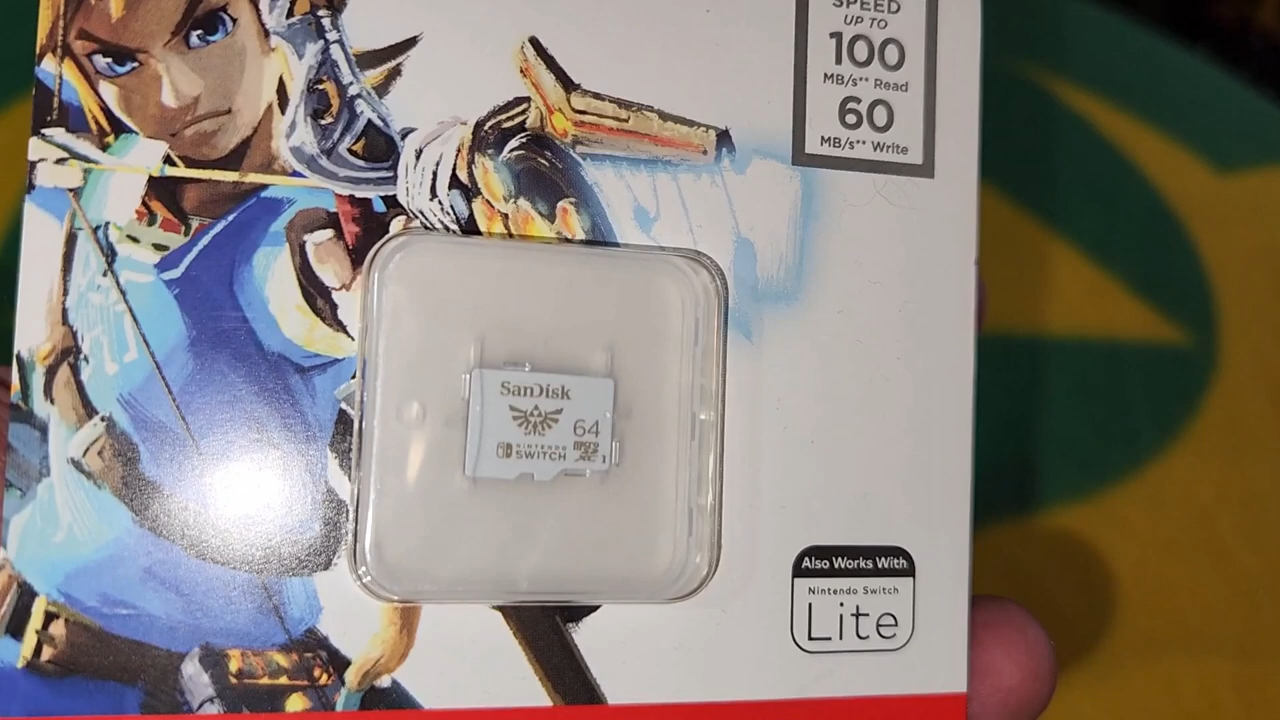 SPEED
UP TO
100
MB/s** Read
60
MB/s** Write
SanDisk
64
NINTENDO
SWITCH
micro
XC I
Also Works With
Nintendo Switch
Lite